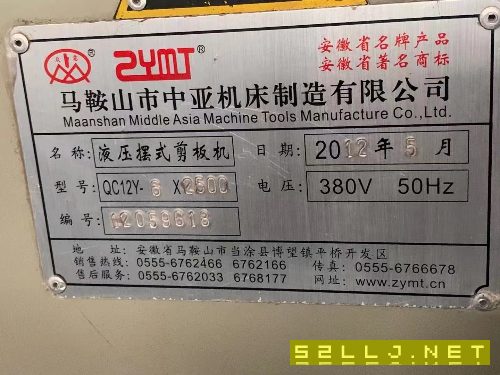 ZYMT®
安徽省名牌产品
安徽省著名商标
马鞍山市中亚机床制造有限公司
Maanshan Middle Asia Machine Tools Manufacture Co.,Ltd.
名称: 液压摆式剪板机 日期: 2012年5月
型号: QC12Y-6X2500 电压: 380V 50Hz
编号: 12059618
地址: 安徽省马鞍山市当涂县博望镇平桥开发区
销售热线: 0555-6762466 6762166 传真: 0555-6766678
售后服务: 0555-6762033 6768177 网址: www.zymt.cn
52LLJ.NET